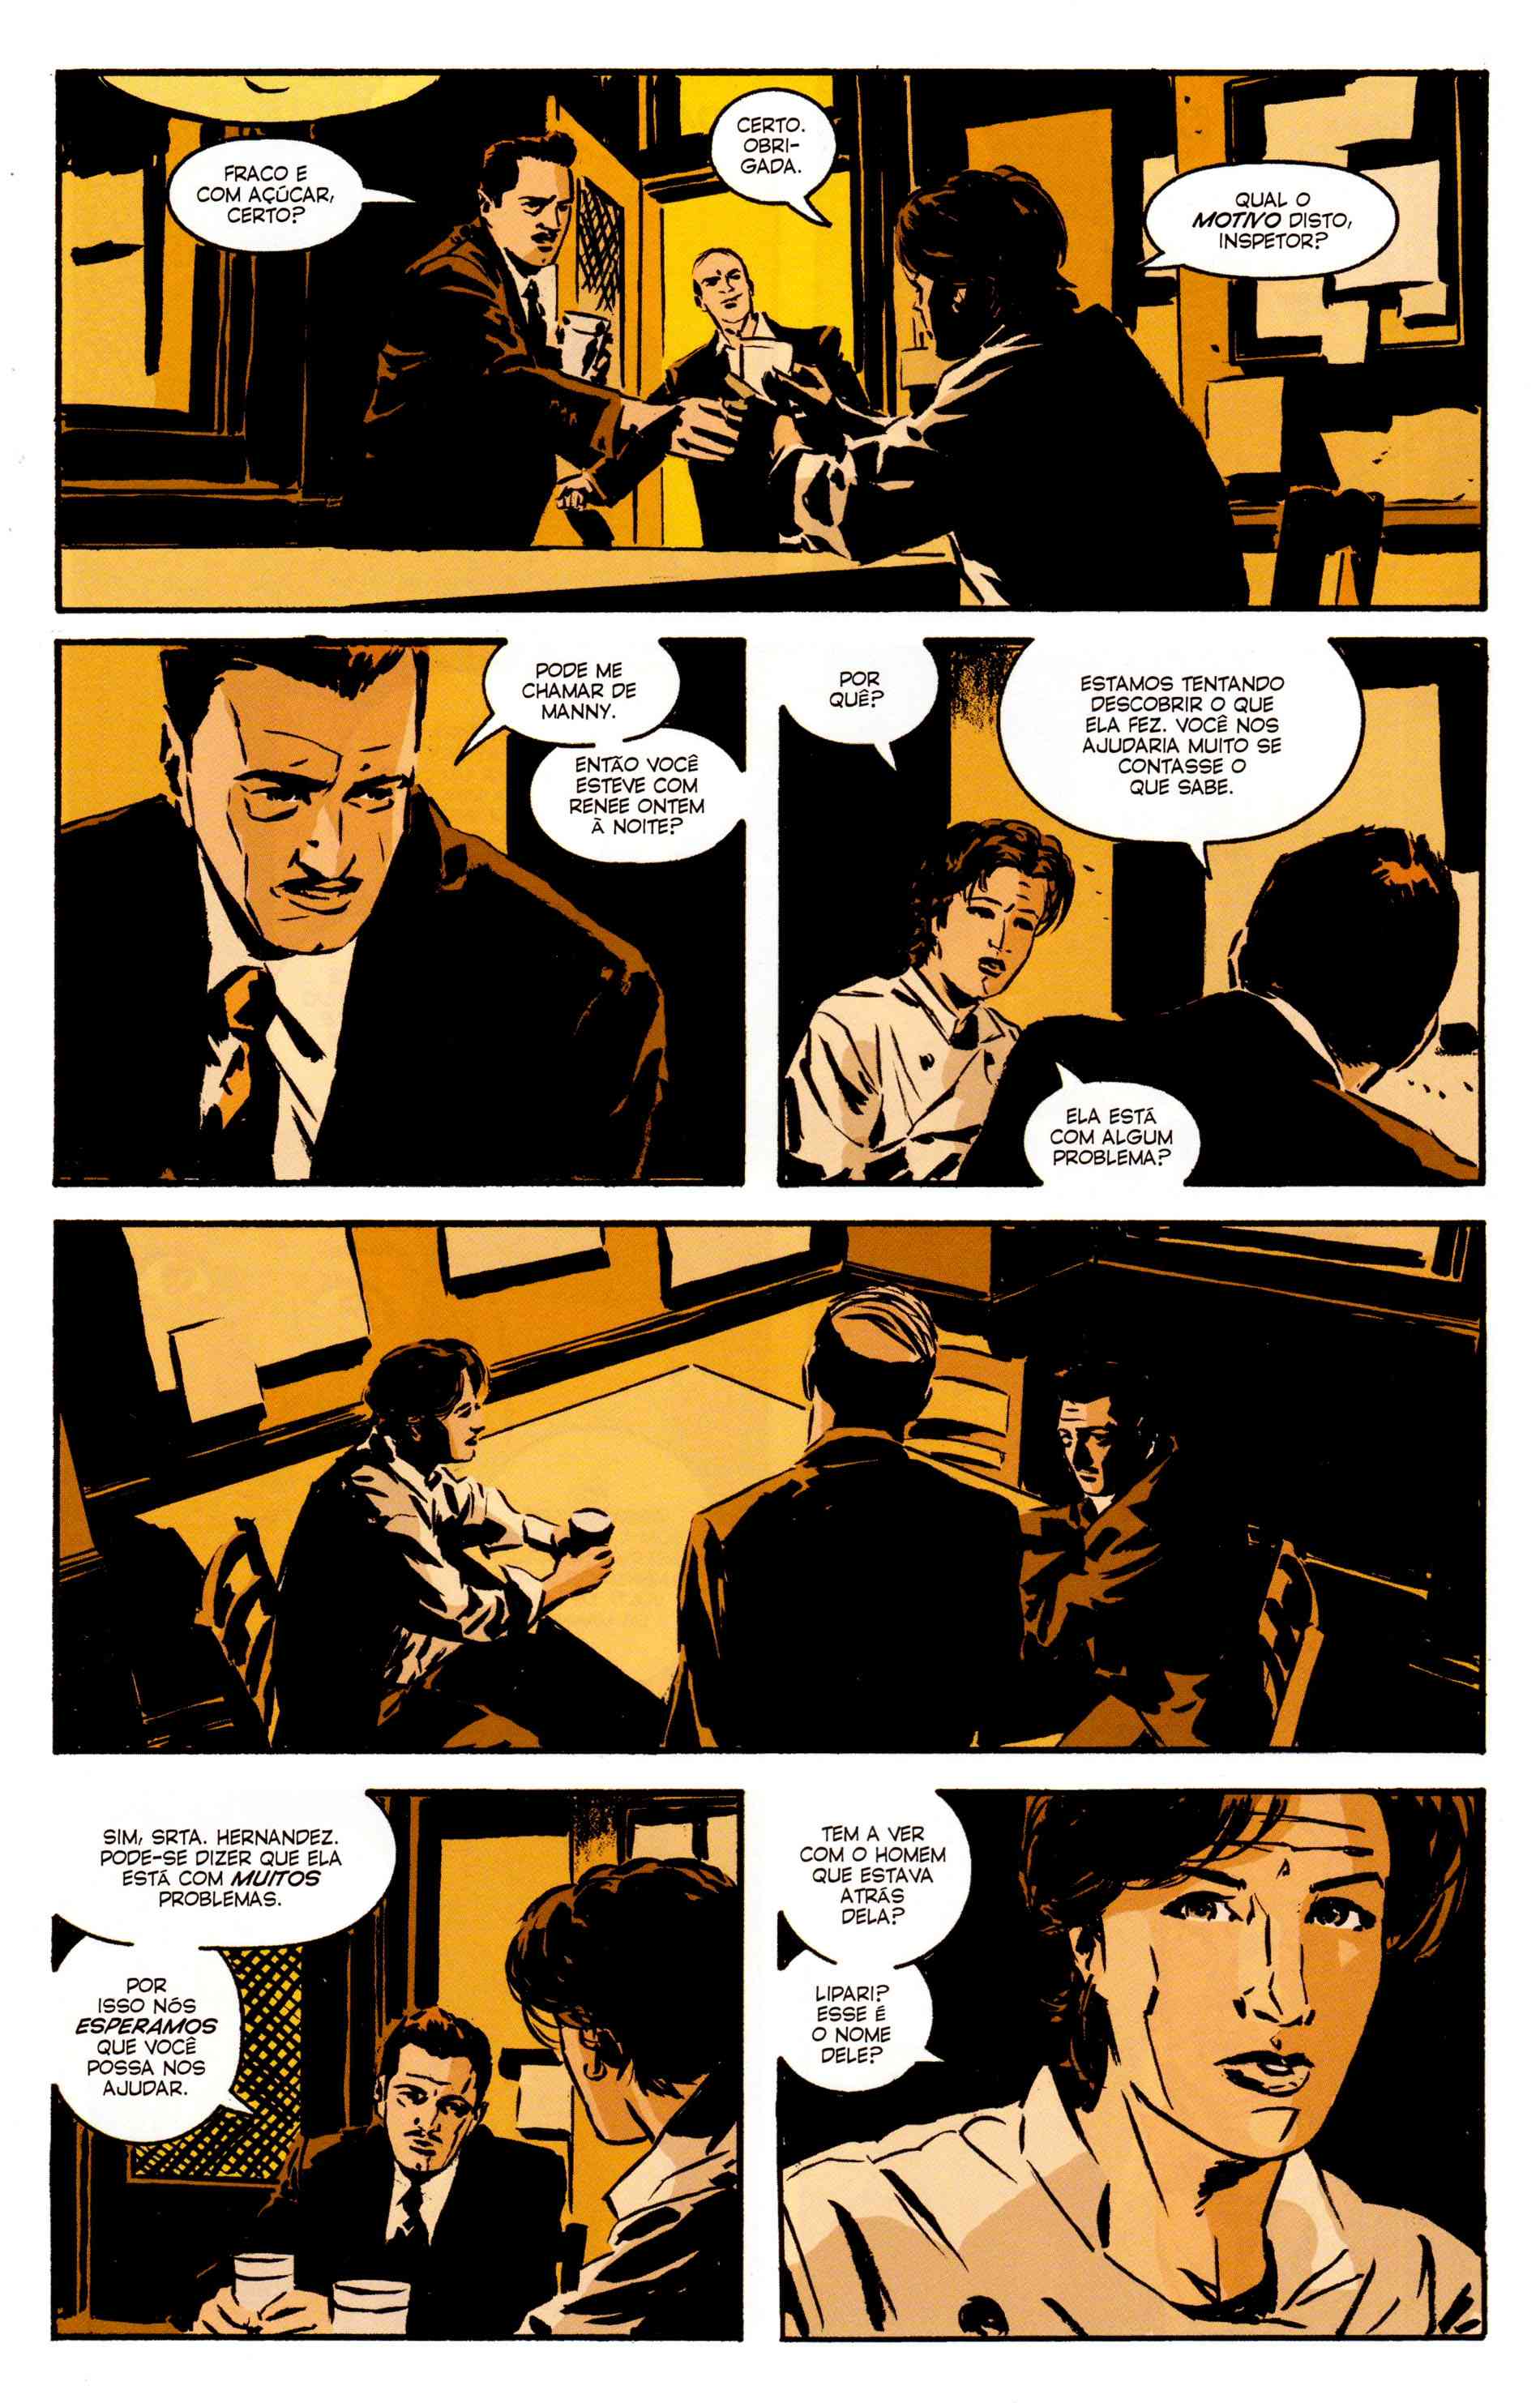 FRACO E
COM AÇÚCAR,
CERTO?
CERTO.
OBRI-
GADA.
QUAL O
MOTIVO DISTO,
INSPETOR?
PODE ME
CHAMAR DE
MANNY.
ENTÃO VOCÊ
ESTEVE COM
RENEE ONTEM
À NOITE?
POR
QUÊ?
ESTAMOS TENTANDO
DESCOBRIR O QUE
ELA FEZ. VOCÊ NOS
AJUDARIA MUITO SE
CONTASSE O
QUE SABE.
ELA ESTÁ
COM ALGUM
PROBLEMA?
SIM, SRTA. HERNANDEZ.
PODE-SE DIZER QUE ELA
ESTÁ COM MUITOS
PROBLEMAS.
POR
ISSO NÓS
ESPERAMOS
QUE VOCÊ
POSSA NOS
AJUDAR.
TEM A VER
COM O HOMEM
QUE ESTAVA
ATRÁS
DELA?
LIPARI?
ESSE É
O NOME
DELE?